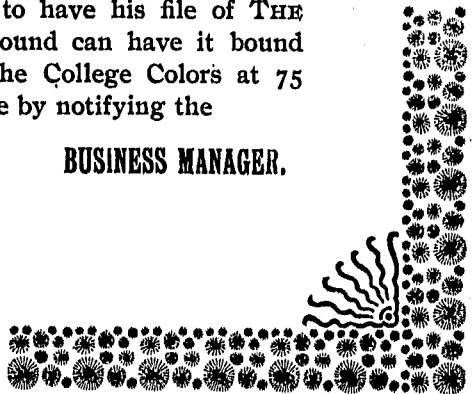 to have his file of THE
ound can have it bound
he College Colors at 75
e by notifying the
BUSINESS MANAGER.